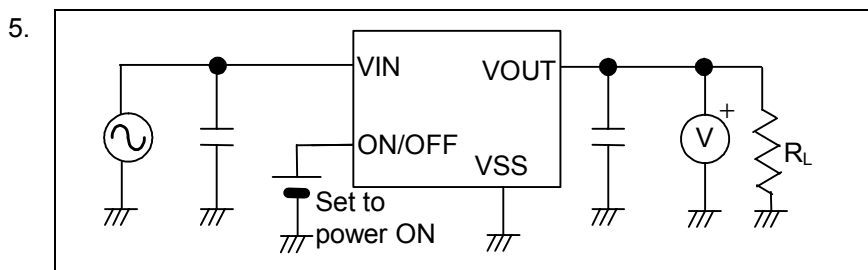 5.
VIN
VOUT
ON/OFF
VSS
V
+
RL
Set to
power ON